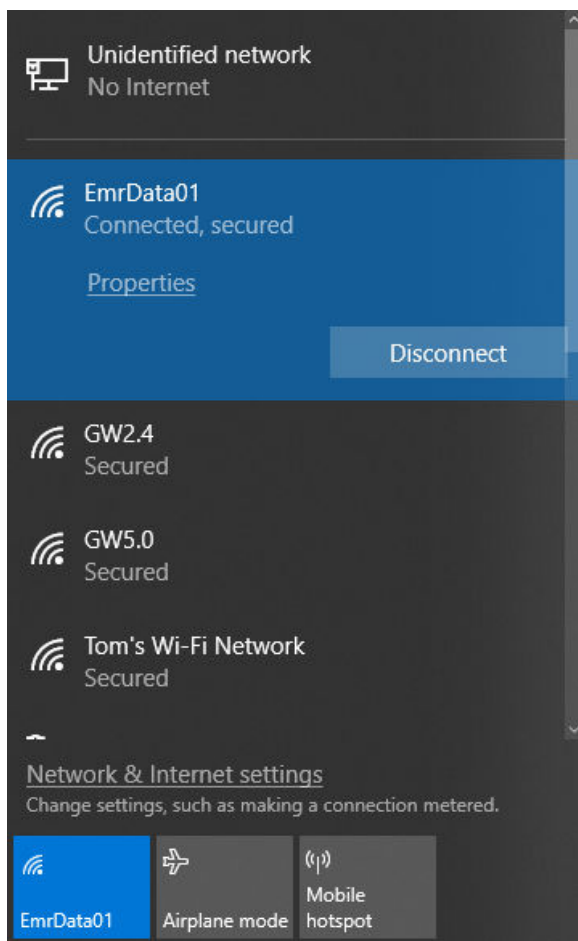 Unidentified network
No Internet
EmrData01
Connected, secured
Properties
Disconnect
GW2.4
Secured
GW5.0
Secured
Tom's Wi-Fi Network
Secured
Network & Internet settings
Change settings, such as making a connection metered.
EmrData01
Airplane mode
Mobile
hotspot